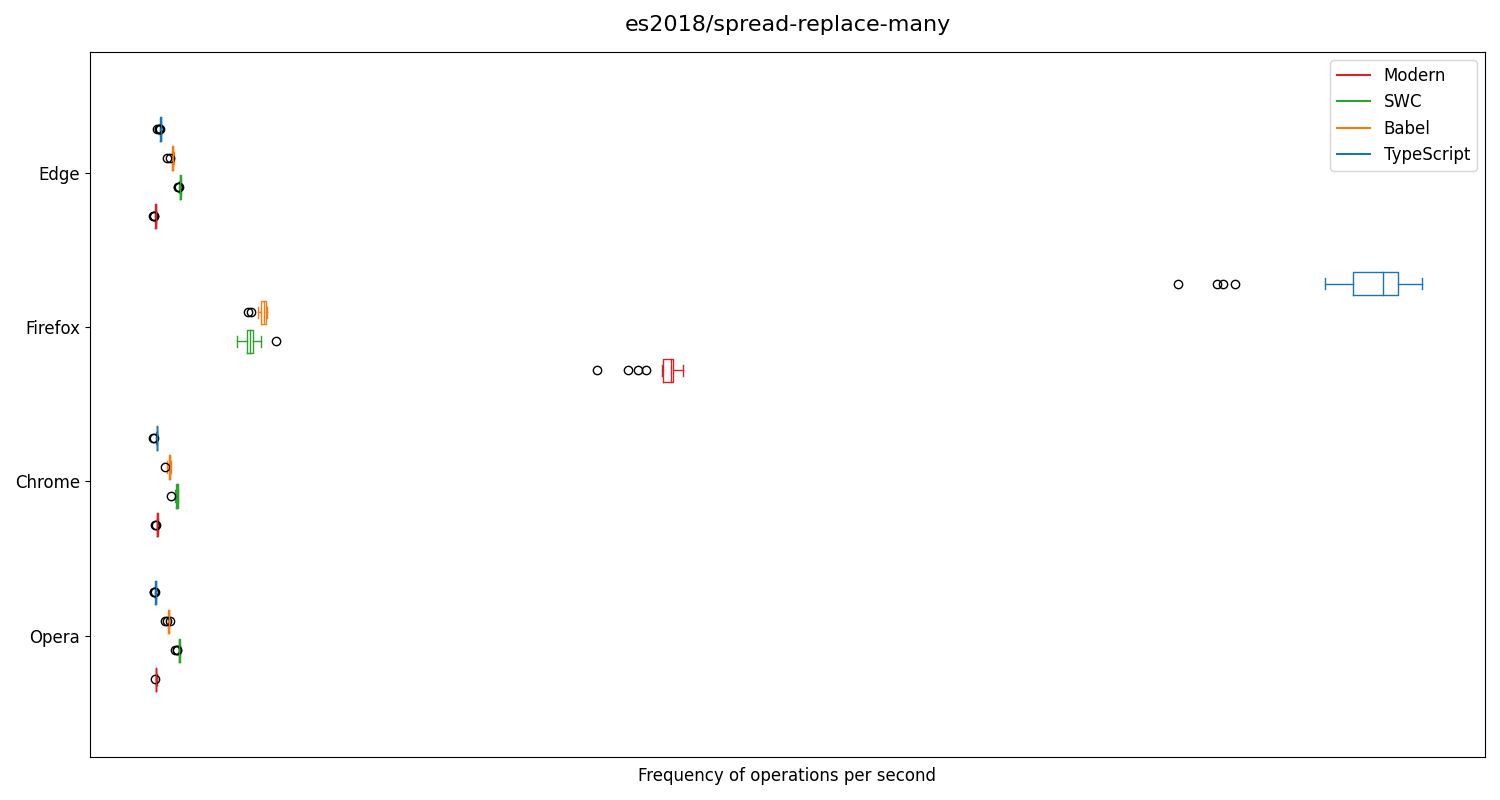 es2018/spread-replace-many
Modern
SWC
Babel
TypeScript
Edge
Firefox
Chrome
Opera
Frequency of operations per second